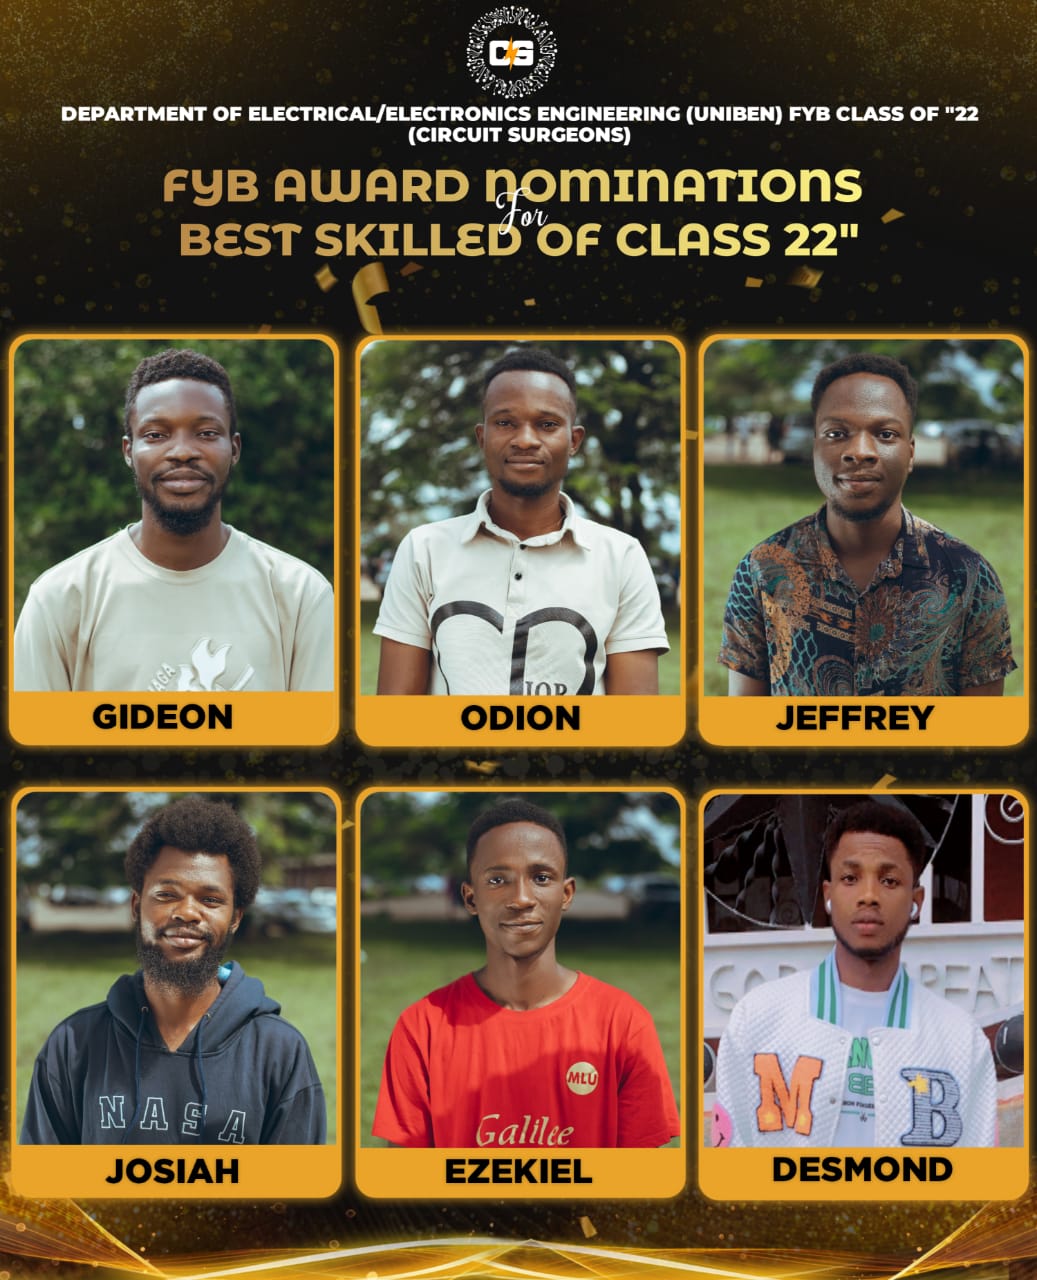 CS
DEPARTMENT OF ELECTRICAL/ELECTRONICS ENGINEERING (UNIBEN) FYB CLASS OF "22
(CIRCUIT SURGEONS)
FYB AWARD NOMINATIONS
For
BEST SKILLED OF CLASS 22"
GIDEON
ODION
JEFFREY
JOSIAH
NASA
EZEKIEL
MLU
Galilee
DESMOND
M B